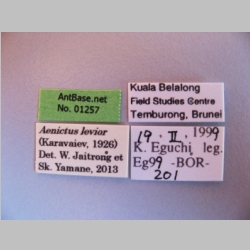 AntBase.net
No. 01257
Kuala Belalong
Field Studies Centre
Temburong, Brunei
Aenictus levior
(Karavaiev, 1926)
Det. W. Jaitrong et
Sk. Yamane, 2013
19. II, 1999
K. Eguchi leg.
Eg99 -BOR-
201